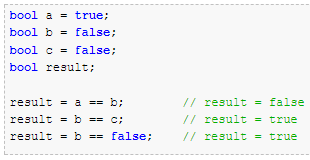 bool a = true;
bool b = false;
bool c = false;
bool result;
result = a == b;        // result = false
result = b == c;        // result = true
result = b == false;    // result = true